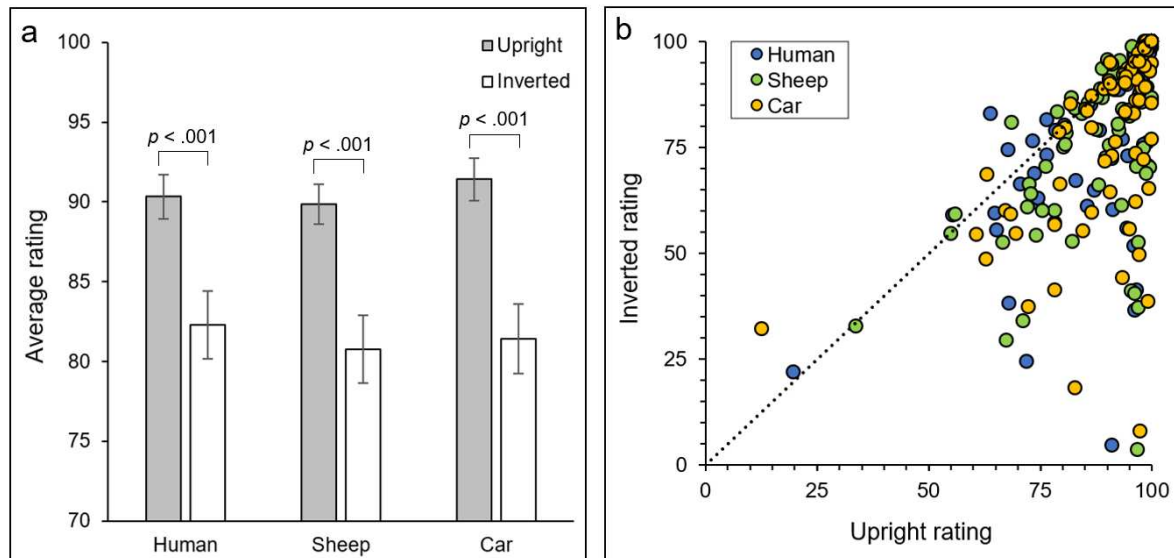 a
100
95
90
85
80
75
70
Average rating
Upright
Inverted
p < .001
p < .001
p < .001
Human
Sheep
Car
b
100
75
50
25
0
Inverted rating
Human
Sheep
Car
0
25
50
75
100
Upright rating